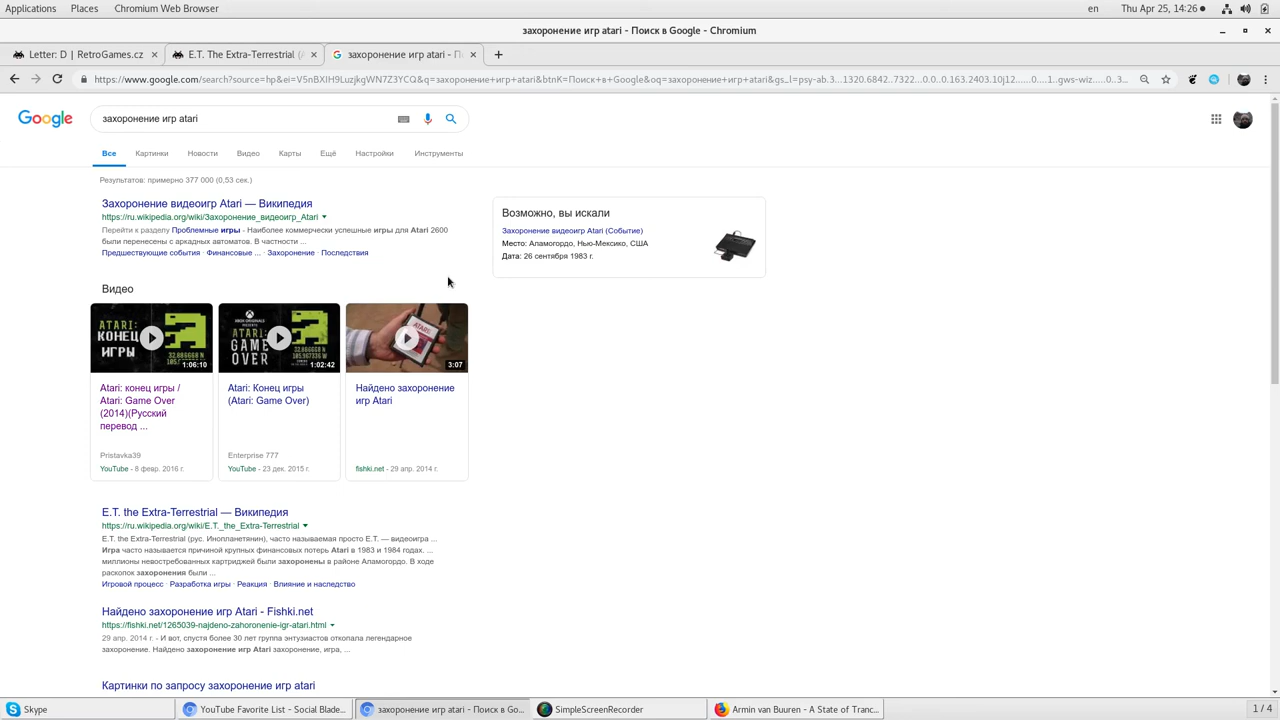 Applications Places Chromium Web Browser en Thu Apr 25, 14:26
захоронение игр atari - Поиск в Google - Chromium
Letter: D | RetroGames.cz E.T. The Extra-Terrestrial (A захоронение игр atari - П
https://www.google.com/search?source=hp&ei=V5nBXIH9LuzjkgWN7Z3YCQ&q=захоронение+игр+atari&btnK=Поиск+в+Google&oq=захоронение+игр+atari&gs_l=psy-ab.3...1320.6842..7322...0.0..0.163.2403.10j12......0....1..gws-wiz.....0..3...
Google захоронение игр atari
Все Картинки Новости Видео Карты Ещё Настройки Инструменты
Результатов: примерно 377 000 (0,53 сек.)
Захоронение видеоигр Atari — Википедия
https://ru.wikipedia.org/wiki/Захоронение_видеоигр_Atari
Перейти к разделу Проблемные игры - Наиболее коммерчески успешные игры для Atari 2600
были перенесены с аркадных автоматов. В частности ...
Предшествующие события · Финансовые ... · Захоронение · Последствия
Возможно, вы искали
Захоронение видеоигр Atari (Событие)
Место: Аламогордо, Нью-Мексико, США
Дата: 26 сентября 1983 г.
Видео
ATARI: КОНЕЦ ИГРЫ 1:06:10
XBOX ORIGINALS PRESENTS ATARI: GAME OVER 1:02:42
ATARI 3:07
Atari: конец игры /
Atari: Game Over
(2014)(Русский
перевод ...
Pristavka39
YouTube - 8 февр. 2016 г.
Atari: Конец игры
(Atari: Game Over)
Enterprise 777
YouTube - 23 дек. 2015 г.
Найдено захоронение
игр Atari
fishki.net - 29 апр. 2014 г.
E.T. the Extra-Terrestrial — Википедия
https://ru.wikipedia.org/wiki/E.T._the_Extra-Terrestrial
E.T. the Extra-Terrestrial (рус. Инопланетянин), часто называемая просто E.T. — видеоигра ...
Игра часто называется причиной крупных финансовых потерь Atari в 1983 и 1984 годах. ...
миллионы невостребованных картриджей были захоронены в районе Аламогордо. В ходе
раскопок захоронения были ...
Игровой процесс · Разработка игры · Реакция · Влияние и наследство
Найдено захоронение игр Atari - Fishki.net
https://fishki.net/1265039-najdeno-zahoronenie-igr-atari.html
29 апр. 2014 г. - И вот, спустя более 30 лет группа энтузиастов откопала легендарное
захоронение. Найдено захоронение игр Atari захоронение, игра, ...
Картинки по запросу захоронение игр atari
Skype YouTube Favorite List - Social Blade... захоронение игр atari - Поиск в Go... SimpleScreenRecorder Armin van Buuren - A State of Tranc... 1 / 4